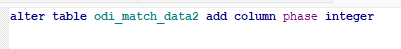 alter table odi_match_data2 add column phase integer